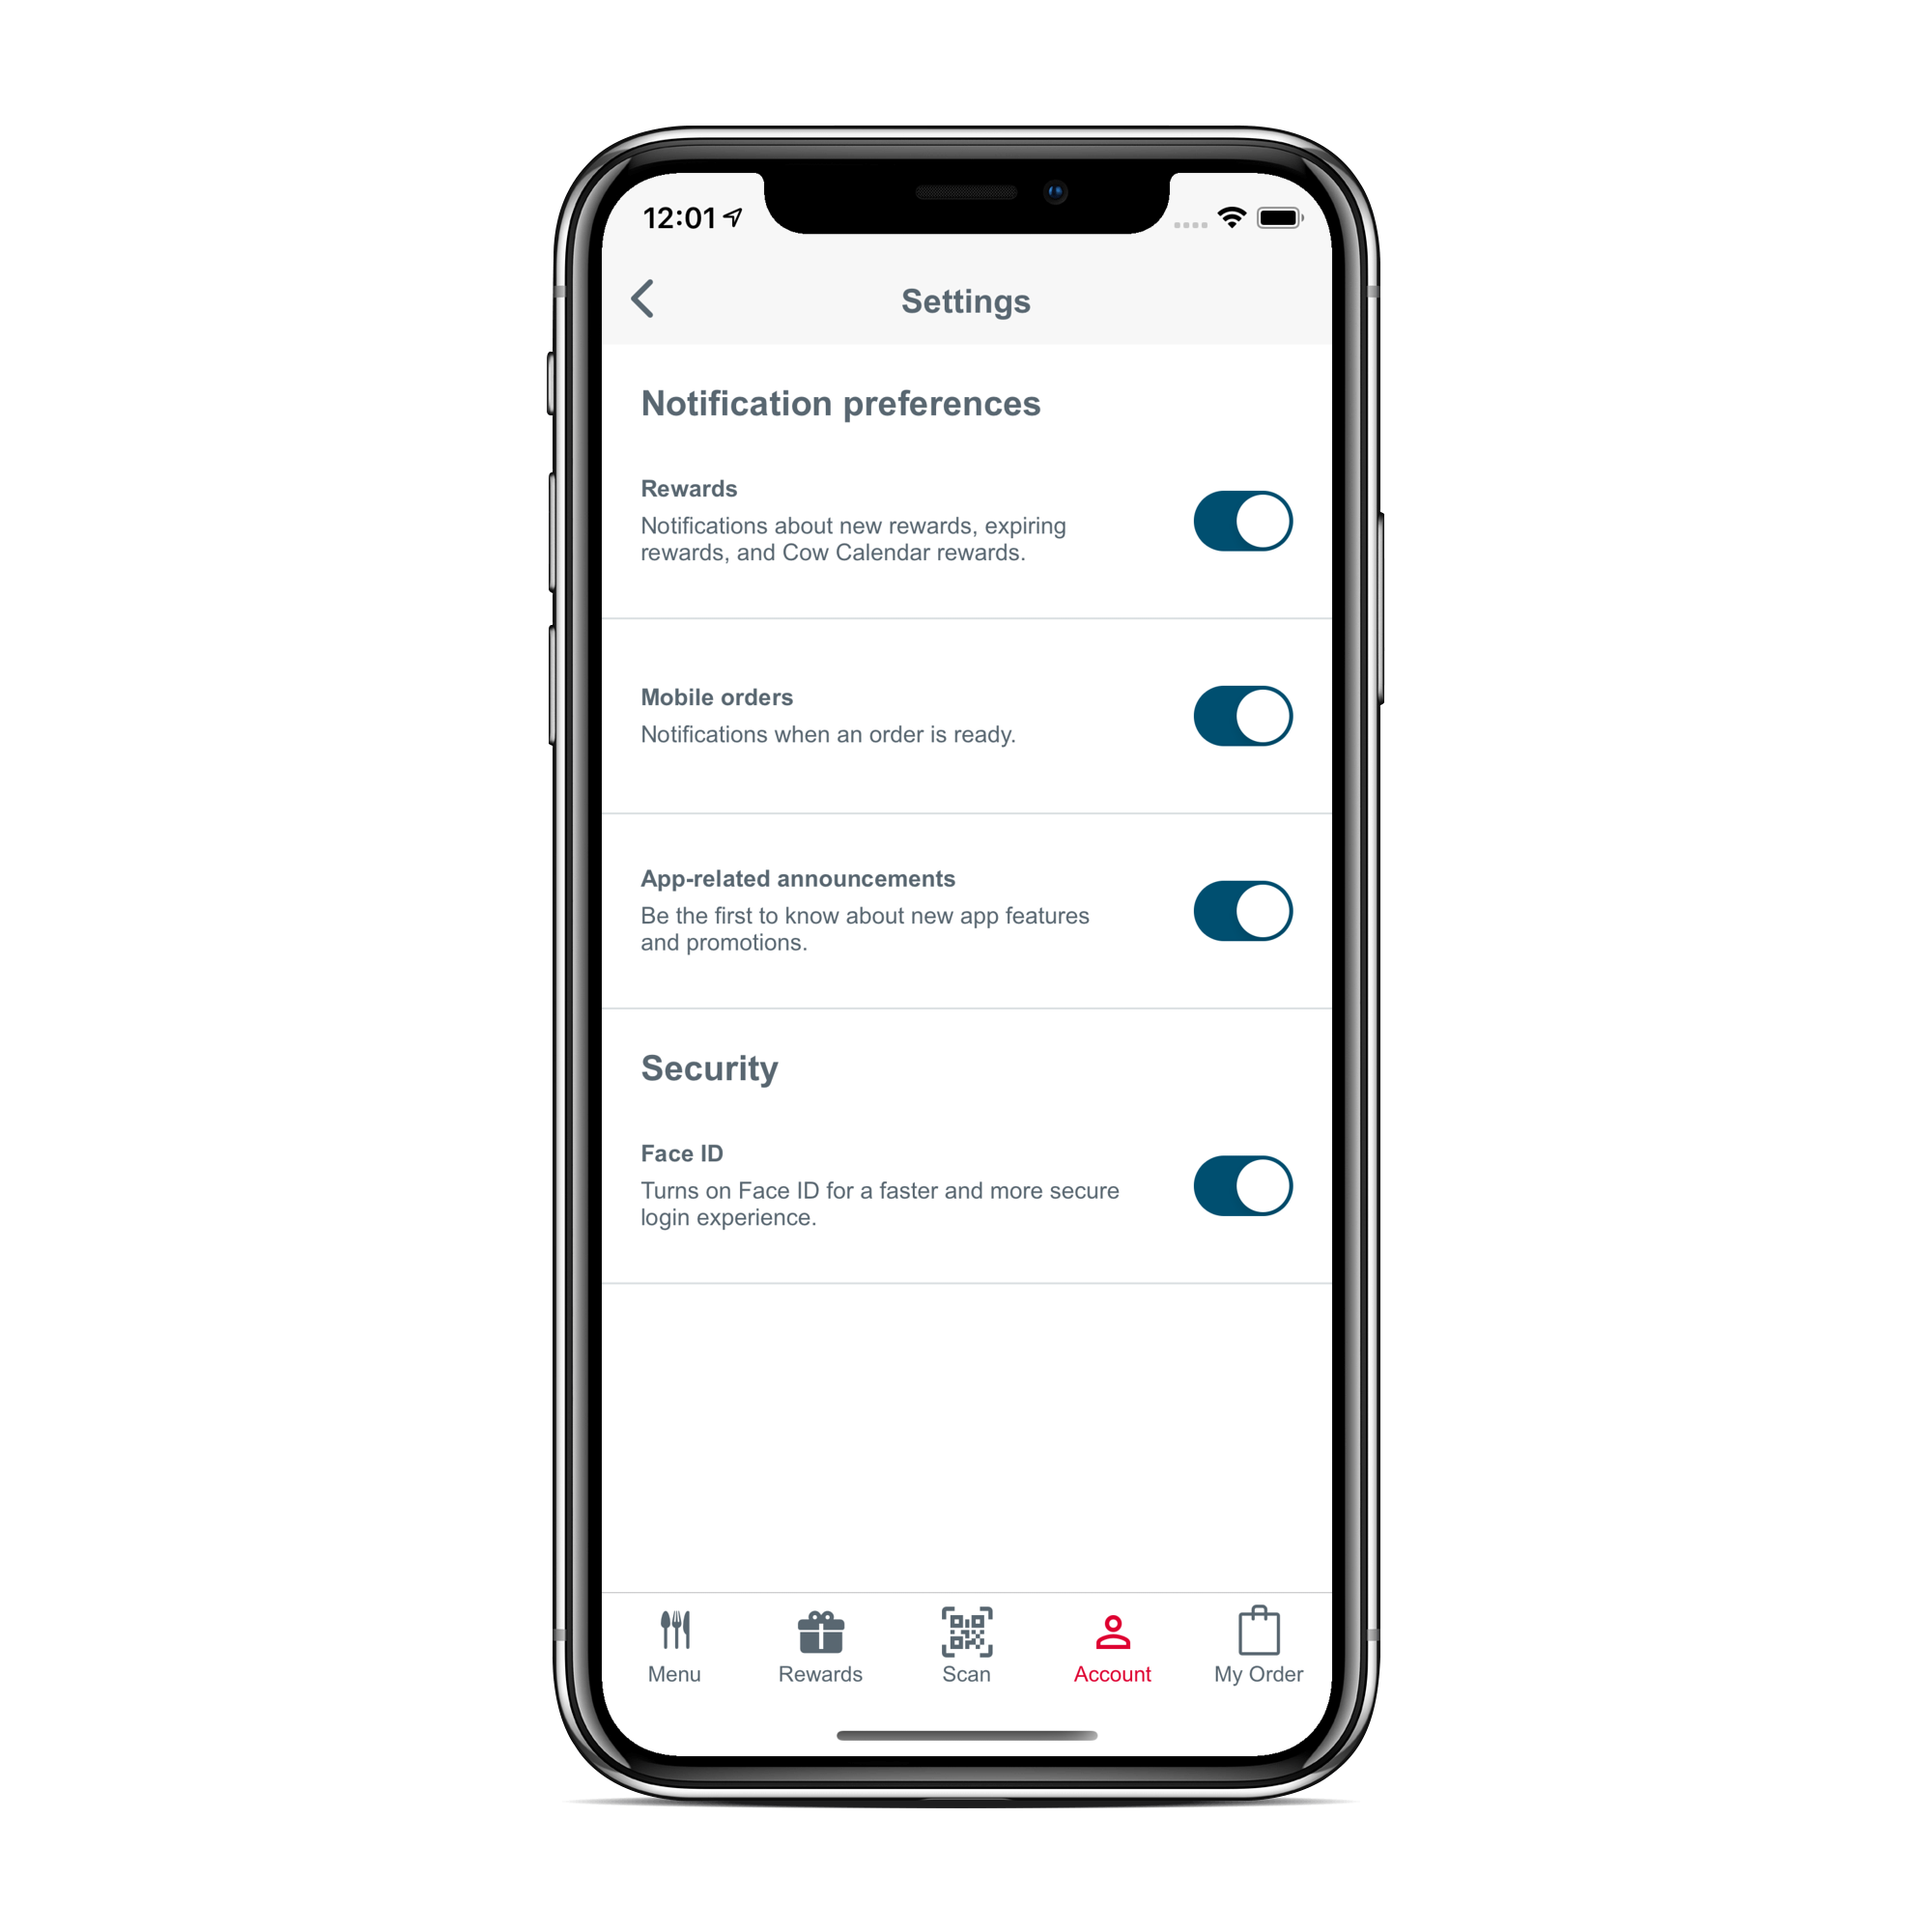 12:01
Settings
Notification preferences
Rewards
Notifications about new rewards, expiring
rewards, and Cow Calendar rewards.
Mobile orders
Notifications when an order is ready.
App-related announcements
Be the first to know about new app features
and promotions.
Security
Face ID
Turns on Face ID for a faster and more secure
login experience.
Menu Rewards Scan Account My Order